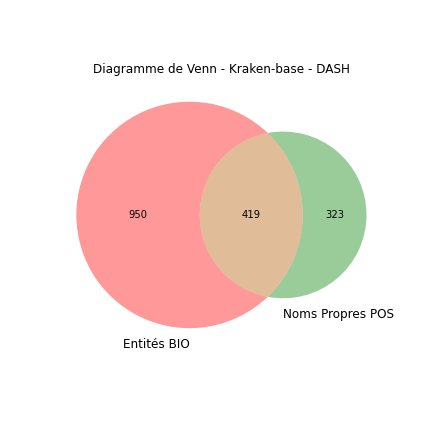 Diagramme de Venn - Kraken-base - DASH
950
419
323
Noms Propres POS
Entités BIO